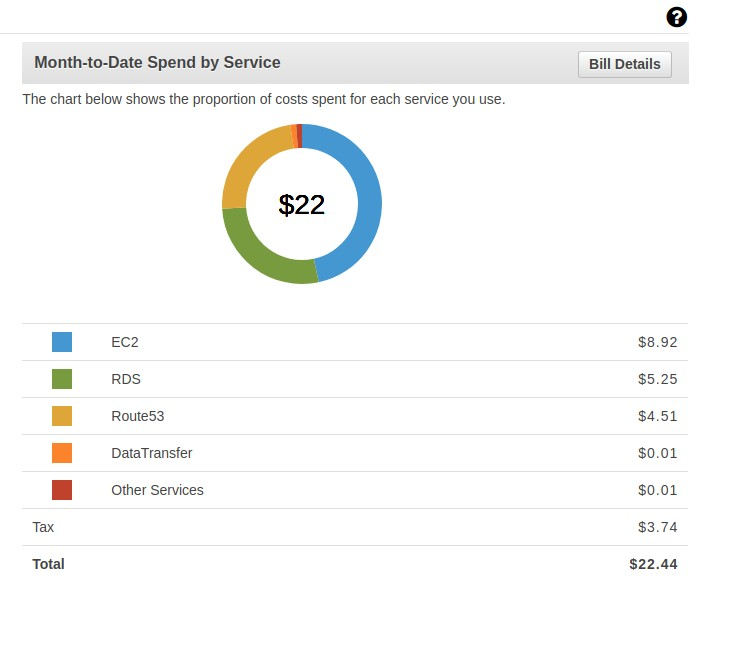 ?
Month-to-Date Spend by Service
Bill Details
The chart below shows the proportion of costs spent for each service you use.
$22
EC2 $8.92
RDS $5.25
Route53 $4.51
DataTransfer $0.01
Other Services $0.01
Tax $3.74
Total $22.44